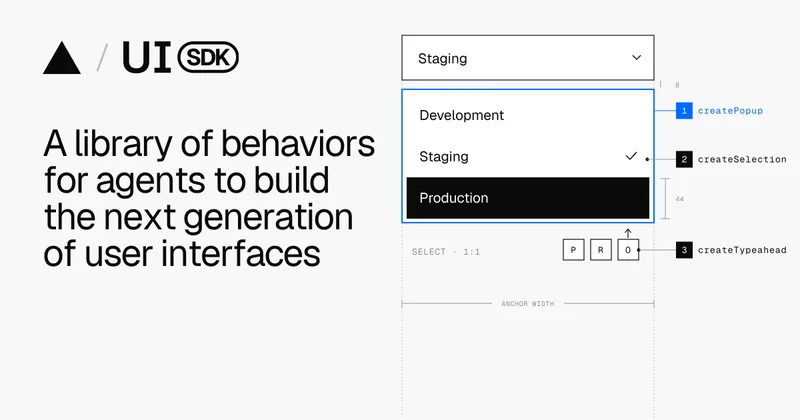 / UI SDK
A library of behaviors
for agents to build
the next generation
of user interfaces
Staging
8
Development
1 createPopup
Staging
2 createSelection
Production
44
SELECT · 1:1
P R O
3 createTypeahead
ANCHOR WIDTH